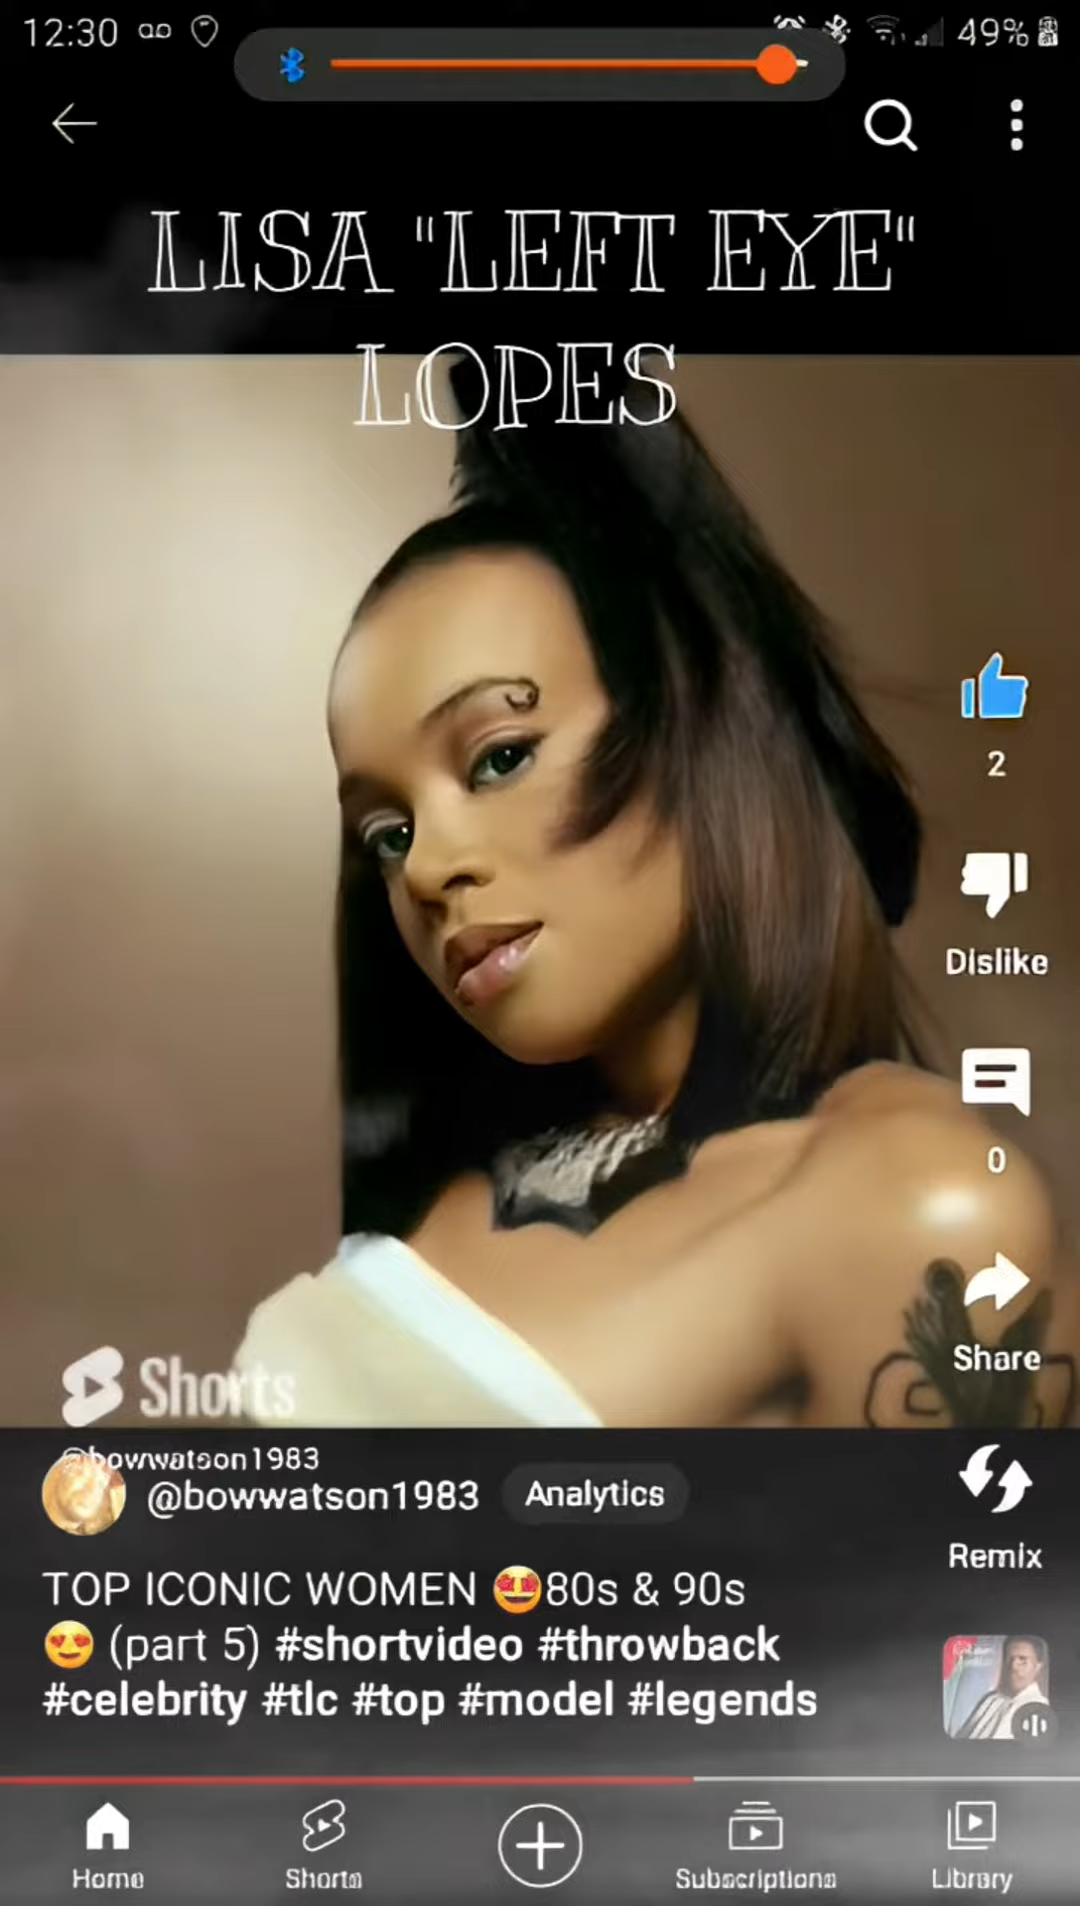 12:30
49%
LISA "LEFT EYE"
LOPES
2
Dislike
0
Share
Shorts
@bowwatson1983
@bowwatson1983 Analytics
Remix
TOP ICONIC WOMEN 🤩80s & 90s
😍 (part 5) #shortvideo #throwback
#celebrity #tlc #top #model #legends
Home Shorts Subscriptions Library